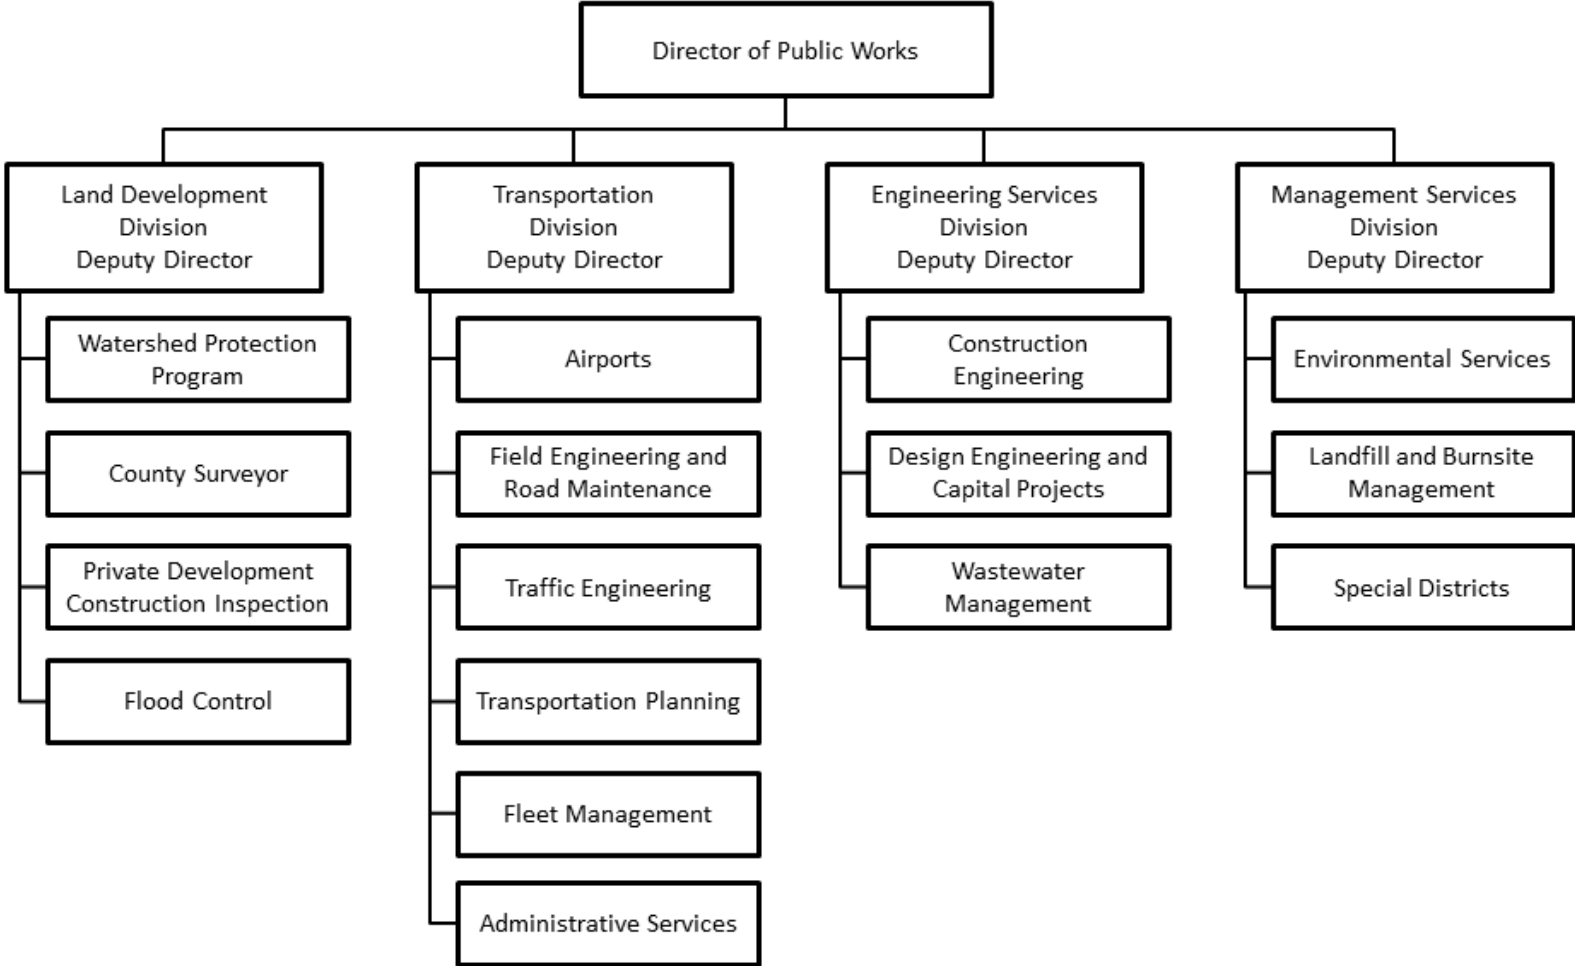 Director of Public Works
Land Development
Division
Deputy Director
Watershed Protection
Program
County Surveyor
Private Development
Construction Inspection
Flood Control
Transportation
Division
Deputy Director
Airports
Field Engineering and
Road Maintenance
Traffic Engineering
Transportation Planning
Fleet Management
Administrative Services
Engineering Services
Division
Deputy Director
Construction
Engineering
Design Engineering and
Capital Projects
Wastewater
Management
Management Services
Division
Deputy Director
Environmental Services
Landfill and Burnsite
Management
Special Districts